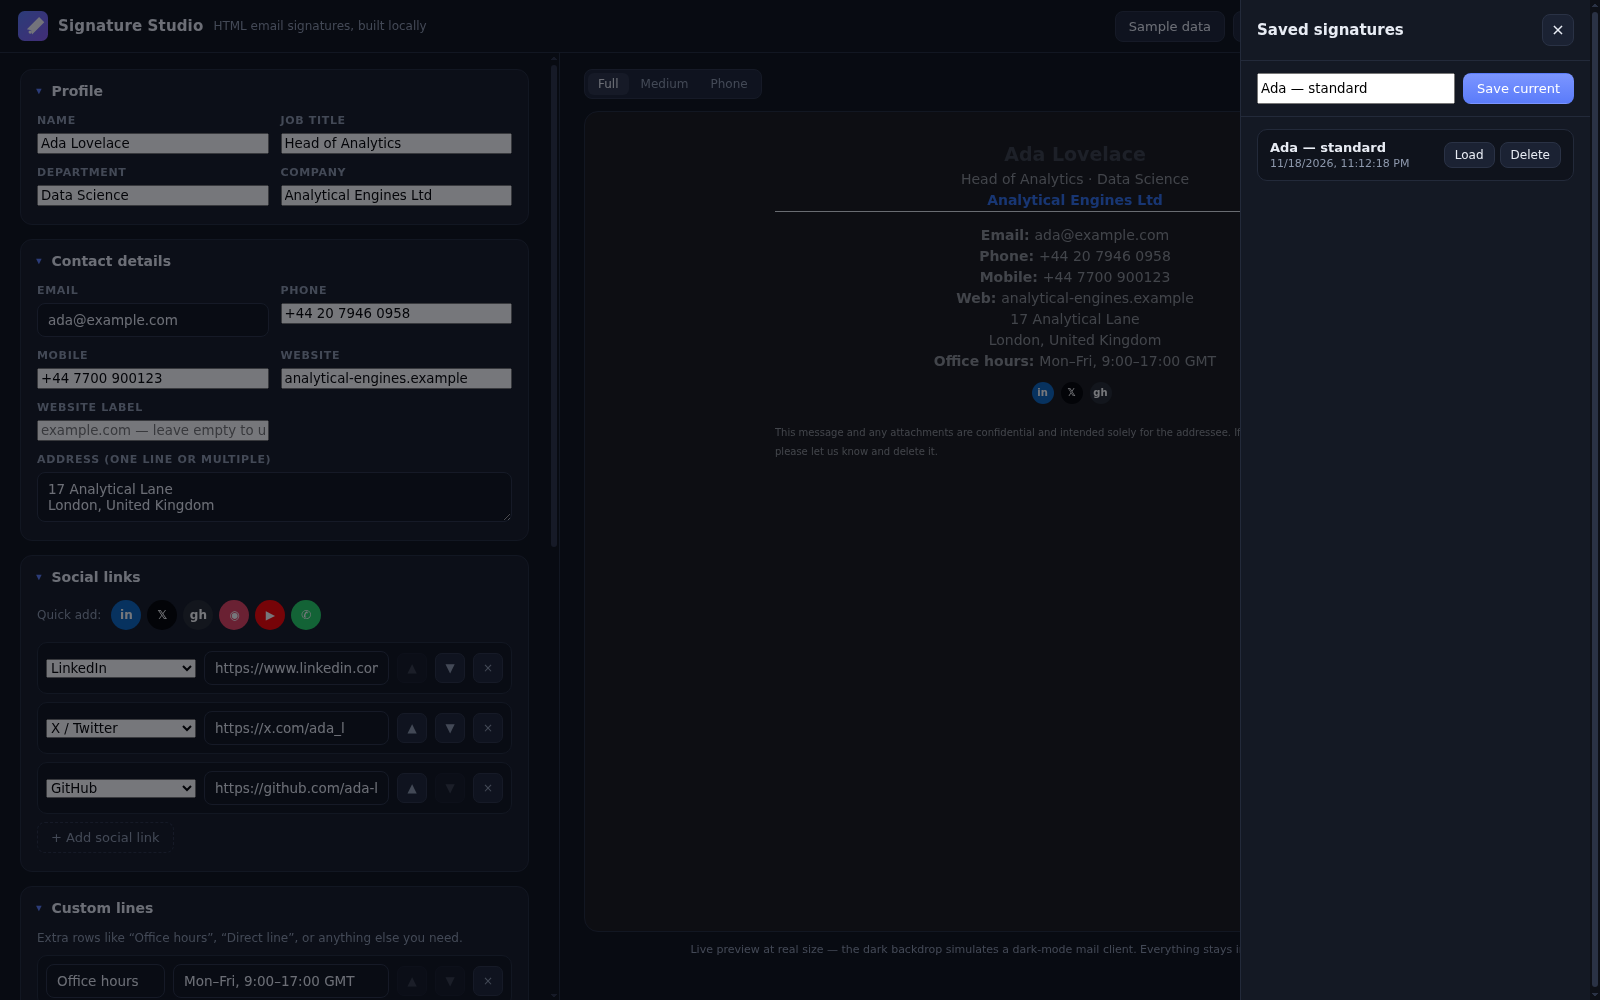 Signature Studio HTML email signatures, built locally
Sample data
Saved signatures
✕
Ada — standard
Save current
Ada — standard
11/18/2026, 11:12:18 PM
Load
Delete
▾ Profile
NAME
JOB TITLE
Ada Lovelace
Head of Analytics
DEPARTMENT
COMPANY
Data Science
Analytical Engines Ltd
▾ Contact details
EMAIL
PHONE
ada@example.com
+44 20 7946 0958
MOBILE
WEBSITE
+44 7700 900123
analytical-engines.example
WEBSITE LABEL
example.com — leave empty to u
ADDRESS (ONE LINE OR MULTIPLE)
17 Analytical Lane
London, United Kingdom
▾ Social links
Quick add: in 𝕏 gh ◉ ▶ ✆
LinkedIn
https://www.linkedin.cor
▲ ▼ ✕
X / Twitter
https://x.com/ada_l
▲ ▼ ✕
GitHub
https://github.com/ada-l
▲ ▼ ✕
+ Add social link
▾ Custom lines
Extra rows like “Office hours”, “Direct line”, or anything else you need.
Office hours
Mon–Fri, 9:00–17:00 GMT
▲ ▼ ✕
Full Medium Phone
Ada Lovelace
Head of Analytics · Data Science
Analytical Engines Ltd
Email: ada@example.com
Phone: +44 20 7946 0958
Mobile: +44 7700 900123
Web: analytical-engines.example
17 Analytical Lane
London, United Kingdom
Office hours: Mon–Fri, 9:00–17:00 GMT
in 𝕏 gh
This message and any attachments are confidential and intended solely for the addressee. If
please let us know and delete it.
Live preview at real size — the dark backdrop simulates a dark-mode mail client. Everything stays i